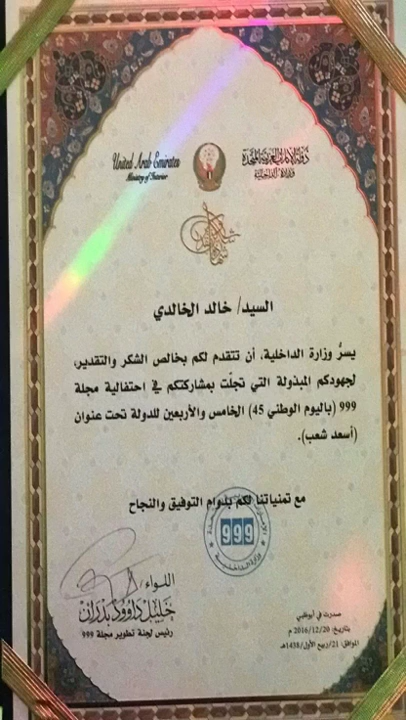 United Arab Emirates
Ministry of Interior
دولة الإمارات العربية المتحدة
وزارة الداخلية
السيد/ خالد الخالدي
يسرُّ وزارة الداخلية، أن تتقدم لكم بخالص الشكر والتقدير،
لجهودكم المبذولة التي تجلّت بمشاركتكم في احتفالية مجلة
999 (باليوم الوطني 45) الخامس والأربعين للدولة تحت عنوان
(أسعد شعب).
مع تمنياتنا لكم بدوام التوفيق والنجاح
999
وزارة الداخلية
اللواء/
خليل داوود بدران
رئيس لجنة تطوير مجلة 999
صدرت في أبوظبي
بتاريخ: 2016/12/20 م
الموافق: 21/ربيع الأول/1438هـ